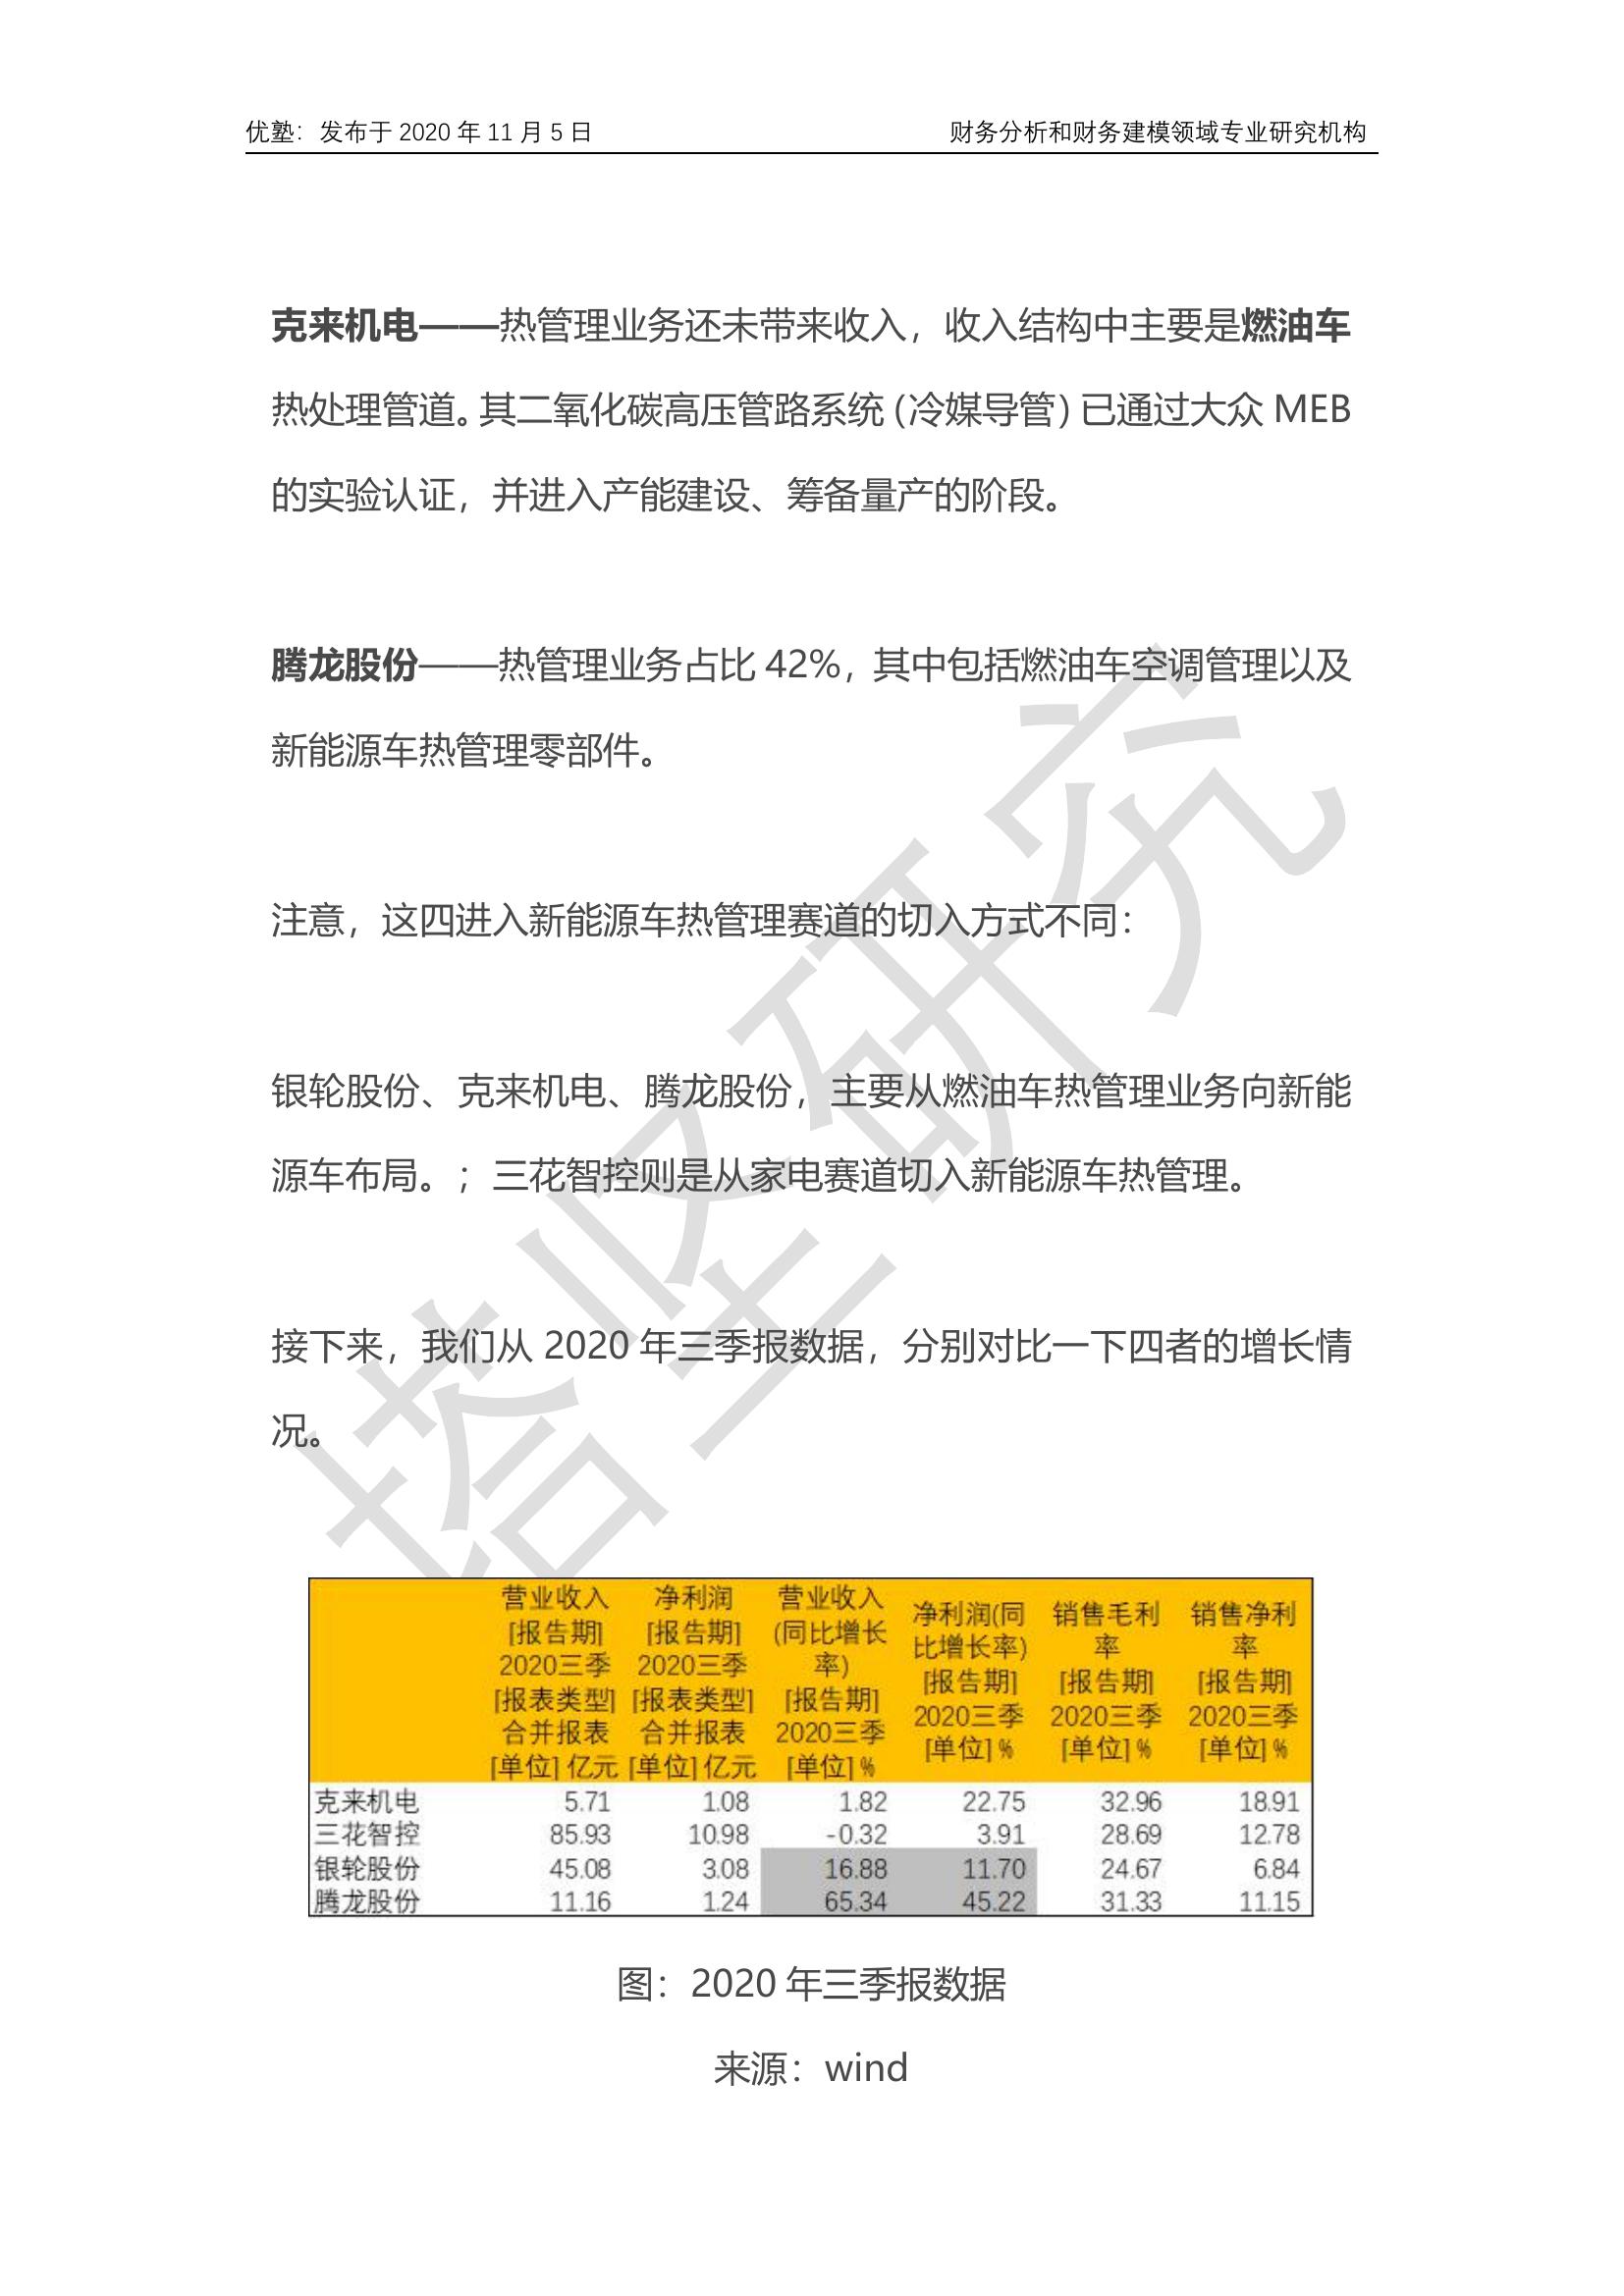 优塾：发布于 2020 年 11 月 5 日 财务分析和财务建模领域专业研究机构
克来机电——热管理业务还未带来收入，收入结构中主要是燃油车
热处理管道。其二氧化碳高压管路系统（冷媒导管）已通过大众 MEB
的实验认证，并进入产能建设、筹备量产的阶段。
腾龙股份——热管理业务占比 42%，其中包括燃油车空调管理以及
新能源车热管理零部件。
注意，这四进入新能源车热管理赛道的切入方式不同：
银轮股份、克来机电、腾龙股份，主要从燃油车热管理业务向新能
源车布局。；三花智控则是从家电赛道切入新能源车热管理。
接下来，我们从 2020 年三季报数据，分别对比一下四者的增长情
况。
塔坚研究
营业收入 [报告期] 2020三季 [报表类型] 合并报表 [单位] 亿元
净利润 [报告期] 2020三季 [报表类型] 合并报表 [单位] 亿元
营业收入(同比增长率) [报告期] 2020三季 [单位] %
净利润(同比增长率) [报告期] 2020三季 [单位] %
销售毛利率 [报告期] 2020三季 [单位] %
销售净利率 [报告期] 2020三季 [单位] %
克来机电 5.71 1.08 1.82 22.75 32.96 18.91
三花智控 85.93 10.98 -0.32 3.91 28.69 12.78
银轮股份 45.08 3.08 16.88 11.70 24.67 6.84
腾龙股份 11.16 1.24 65.34 45.22 31.33 11.15
图：2020 年三季报数据
来源：wind